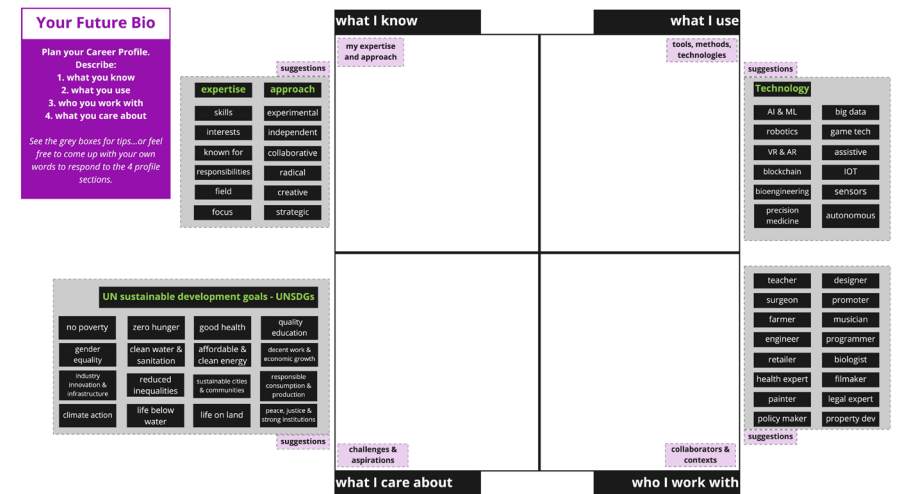 Your Future Bio
Plan your Career Profile.
Describe:
1. what you know
2. what you use
3. who you work with
4. what you care about
See the grey boxes for tips...or feel
free to come up with your own
words to respond to the 4 profile
sections.
what I know
my expertise
and approach
suggestions
expertise
approach
skills
experimental
interests
independent
known for
collaborative
responsibilities
radical
field
creative
focus
strategic
what I use
tools, methods,
technologies
suggestions
Technology
AI & ML
big data
robotics
game tech
VR & AR
assistive
blockchain
IOT
bioengineering
sensors
precision
medicine
autonomous
UN sustainable development goals - UNSDGs
no poverty
zero hunger
good health
quality
education
gender
equality
clean water &
sanitation
affordable &
clean energy
decent work &
economic growth
industry
innovation &
infrastructure
reduced
inequalities
sustainable cities
& communities
responsible
consumption &
production
climate action
life below
water
life on land
peace, justice &
strong institutions
suggestions
challenges &
aspirations
what I care about
teacher
designer
surgeon
promoter
farmer
musician
engineer
programmer
retailer
biologist
health expert
filmaker
painter
legal expert
policy maker
property dev
suggestions
collaborators &
contexts
who I work with